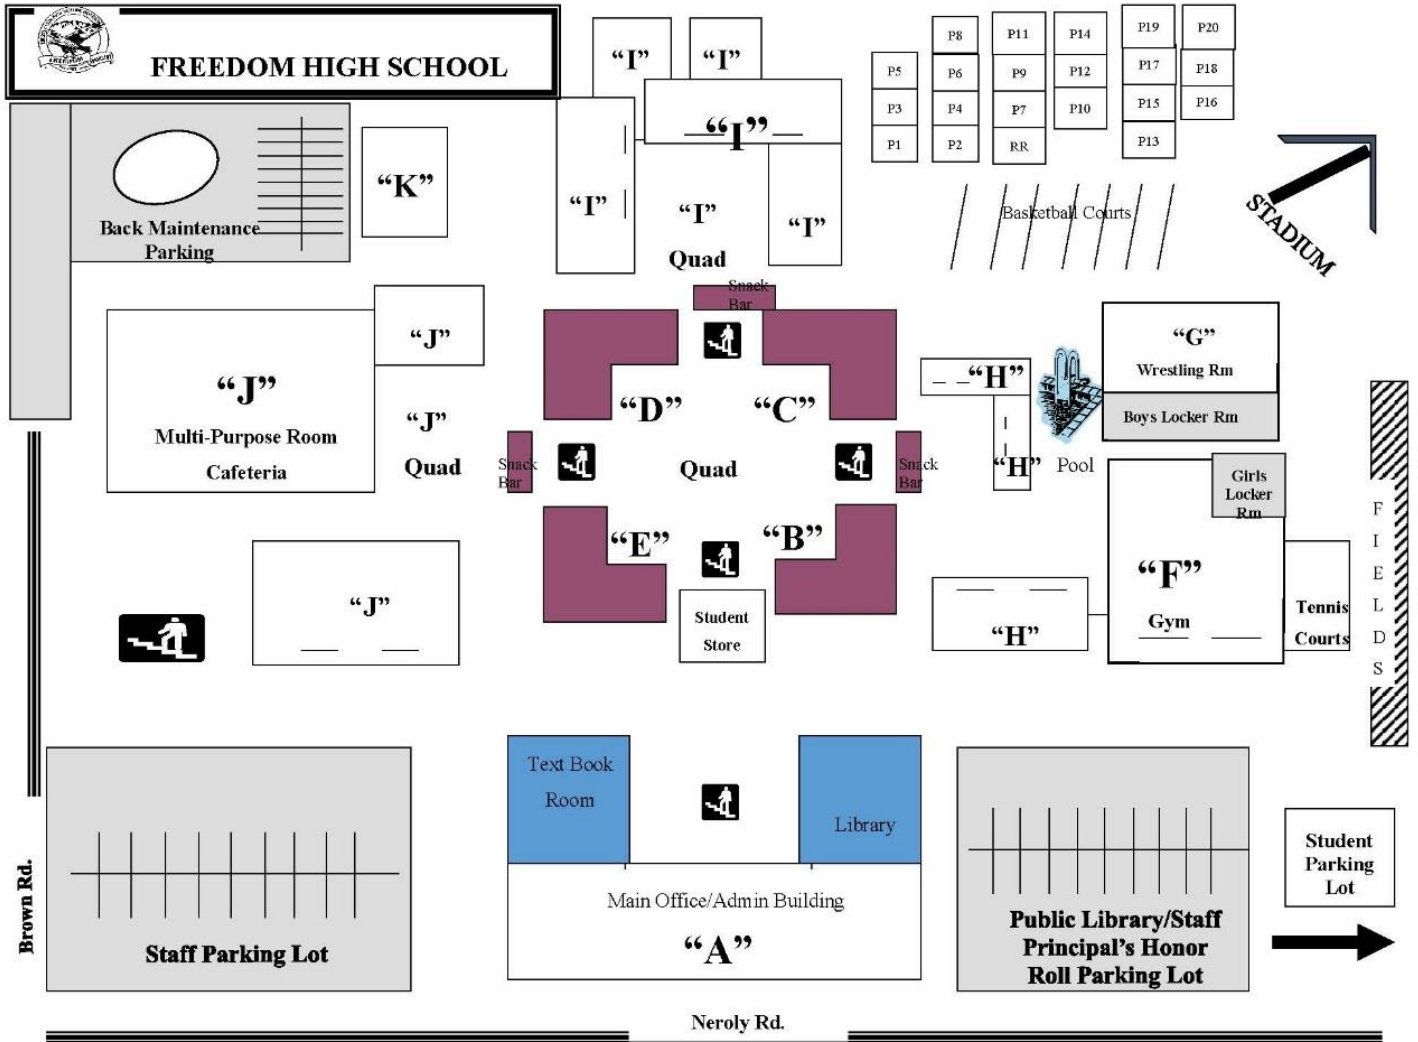 FREEDOM HIGH SCHOOL
“I”
“I”
“I”
“I”
“I”
“I”
Quad
P8
P11
P14
P19
P20
P5
P6
P9
P12
P17
P18
P3
P4
P7
P10
P15
P16
P1
P2
RR
P13
Basketball Courts
STADIUM
Back Maintenance
Parking
“K”
“J”
“J”
Multi-Purpose Room
Cafeteria
“J”
Quad
“J”
Snack
Bar
Snack
Bar
Snack
Bar
“D”
“C”
Quad
“E”
“B”
Student
Store
“H”
“H”
“H”
Pool
“G”
Wrestling Rm
Boys Locker Rm
Girls
Locker
Rm
“F”
Gym
Tennis
Courts
FIELDS
Text Book
Room
Library
Main Office/Admin Building
“A”
Staff Parking Lot
Public Library/Staff
Principal’s Honor
Roll Parking Lot
Student
Parking
Lot
Brown Rd.
Neroly Rd.